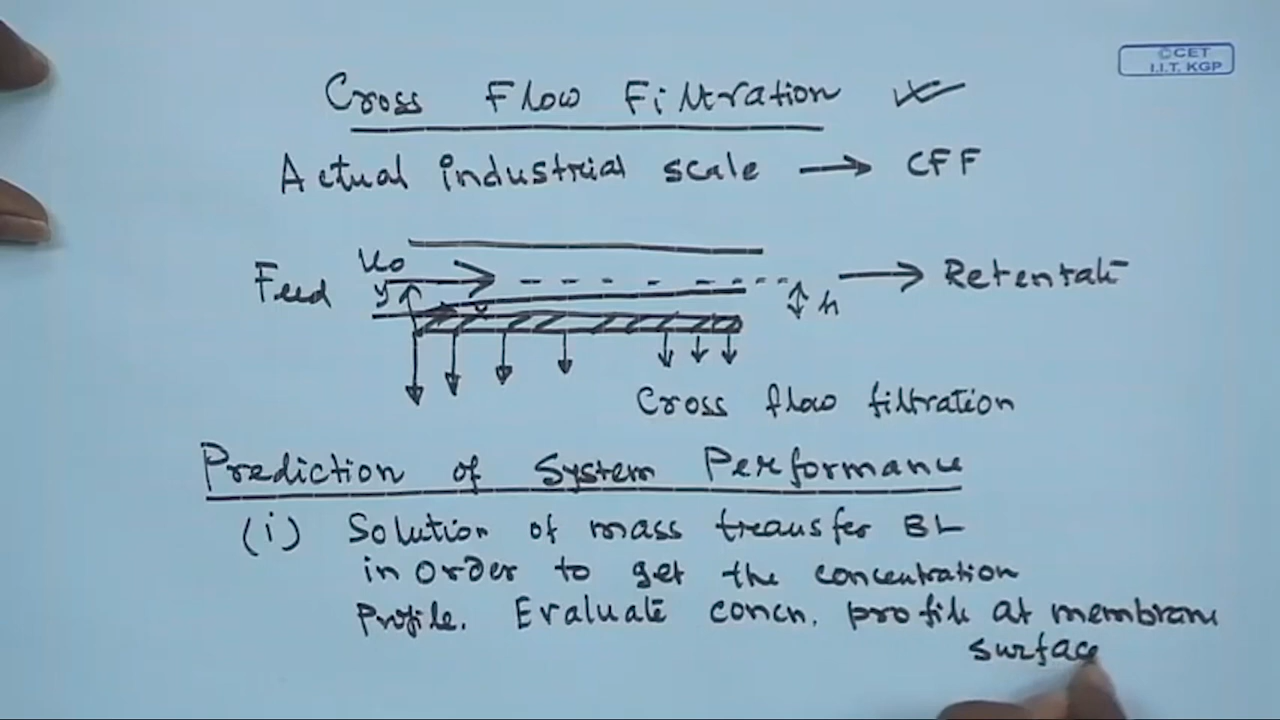 ©CET
I.I.T. KGP
Cross Flow Filtration
Actual industrial scale → CFF
Feed u₀ y h → Retentate
Cross flow filtration
Prediction of System Performance
(i) Solution of mass transfer BL
in order to get the concentration
Profile. Evaluate concn. profile at membrane
surface